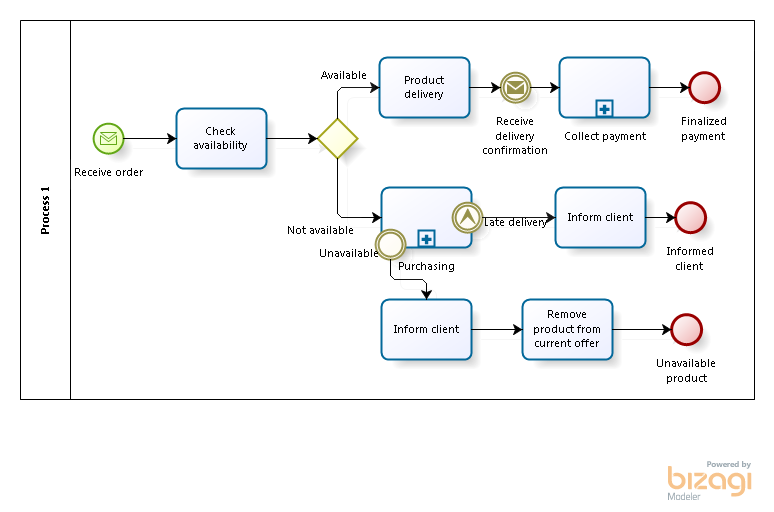 Process 1
Receive order
Check
availability
Available
Product
delivery
Receive
delivery
confirmation
Collect payment
Finalized
payment
Not available
Unavailable
Purchasing
Late delivery
Inform client
Informed
client
Inform client
Remove
product from
current offer
Unavailable
product
Powered by
bizagi
Modeler